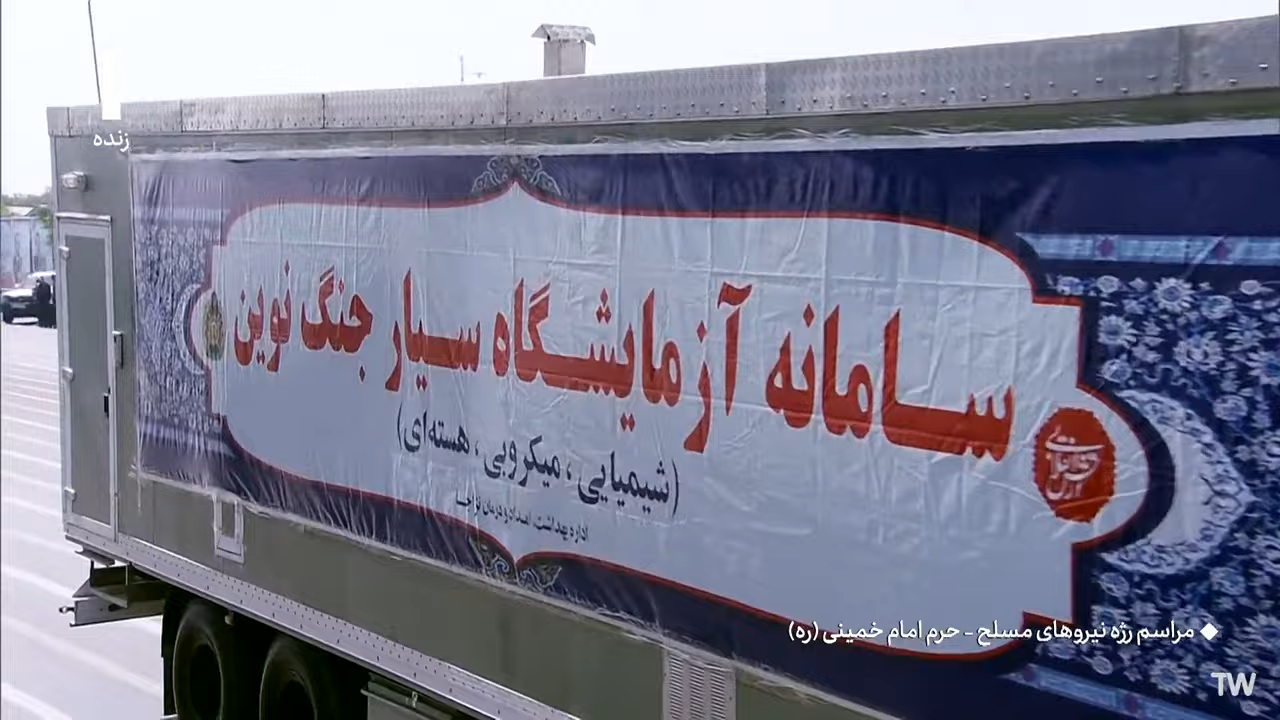 زنده
سامانه آزمایشگاه سیار جنگ نوین
(شیمیایی، میکروبی، هسته‌ای)
اداره بهداشت، امداد و درمان نزاجا
مراسم رژه نیروهای مسلح - حرم امام خمینی (ره)
TW